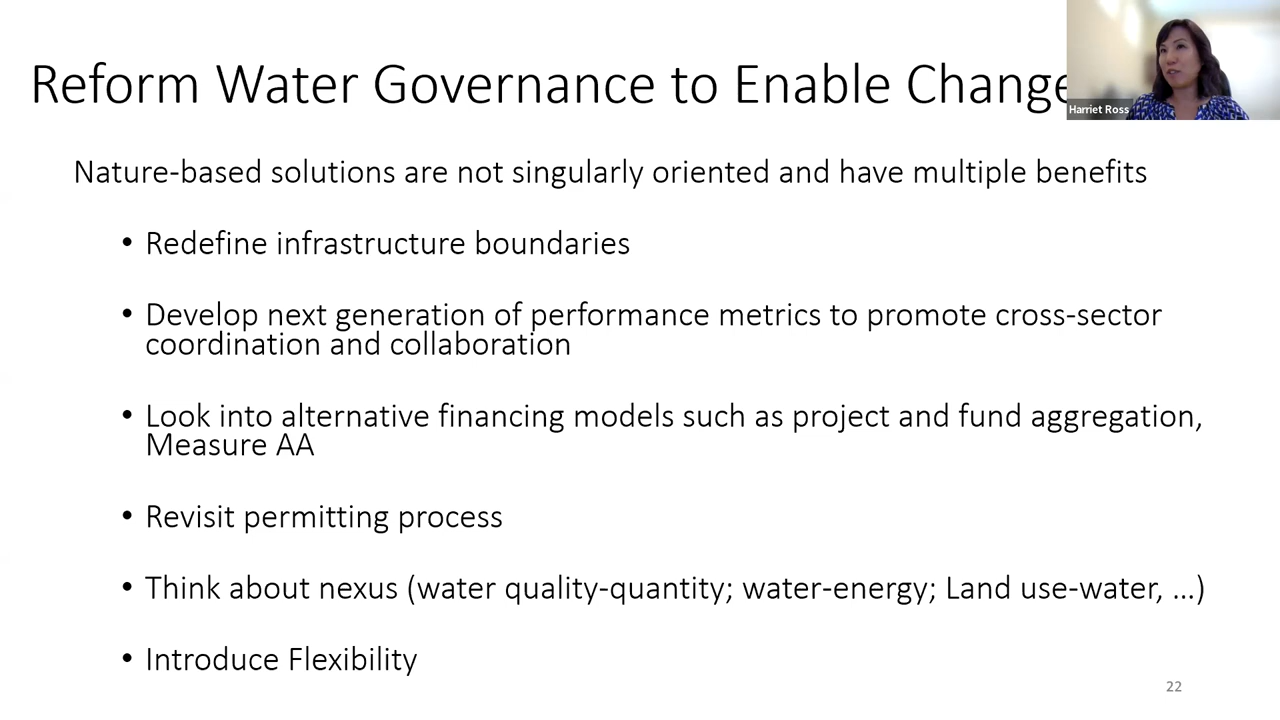 Reform Water Governance to Enable Change
Harriet Ross
Nature-based solutions are not singularly oriented and have multiple benefits
• Redefine infrastructure boundaries
• Develop next generation of performance metrics to promote cross-sector
coordination and collaboration
• Look into alternative financing models such as project and fund aggregation,
Measure AA
• Revisit permitting process
• Think about nexus (water quality-quantity; water-energy; Land use-water, ...)
• Introduce Flexibility
22